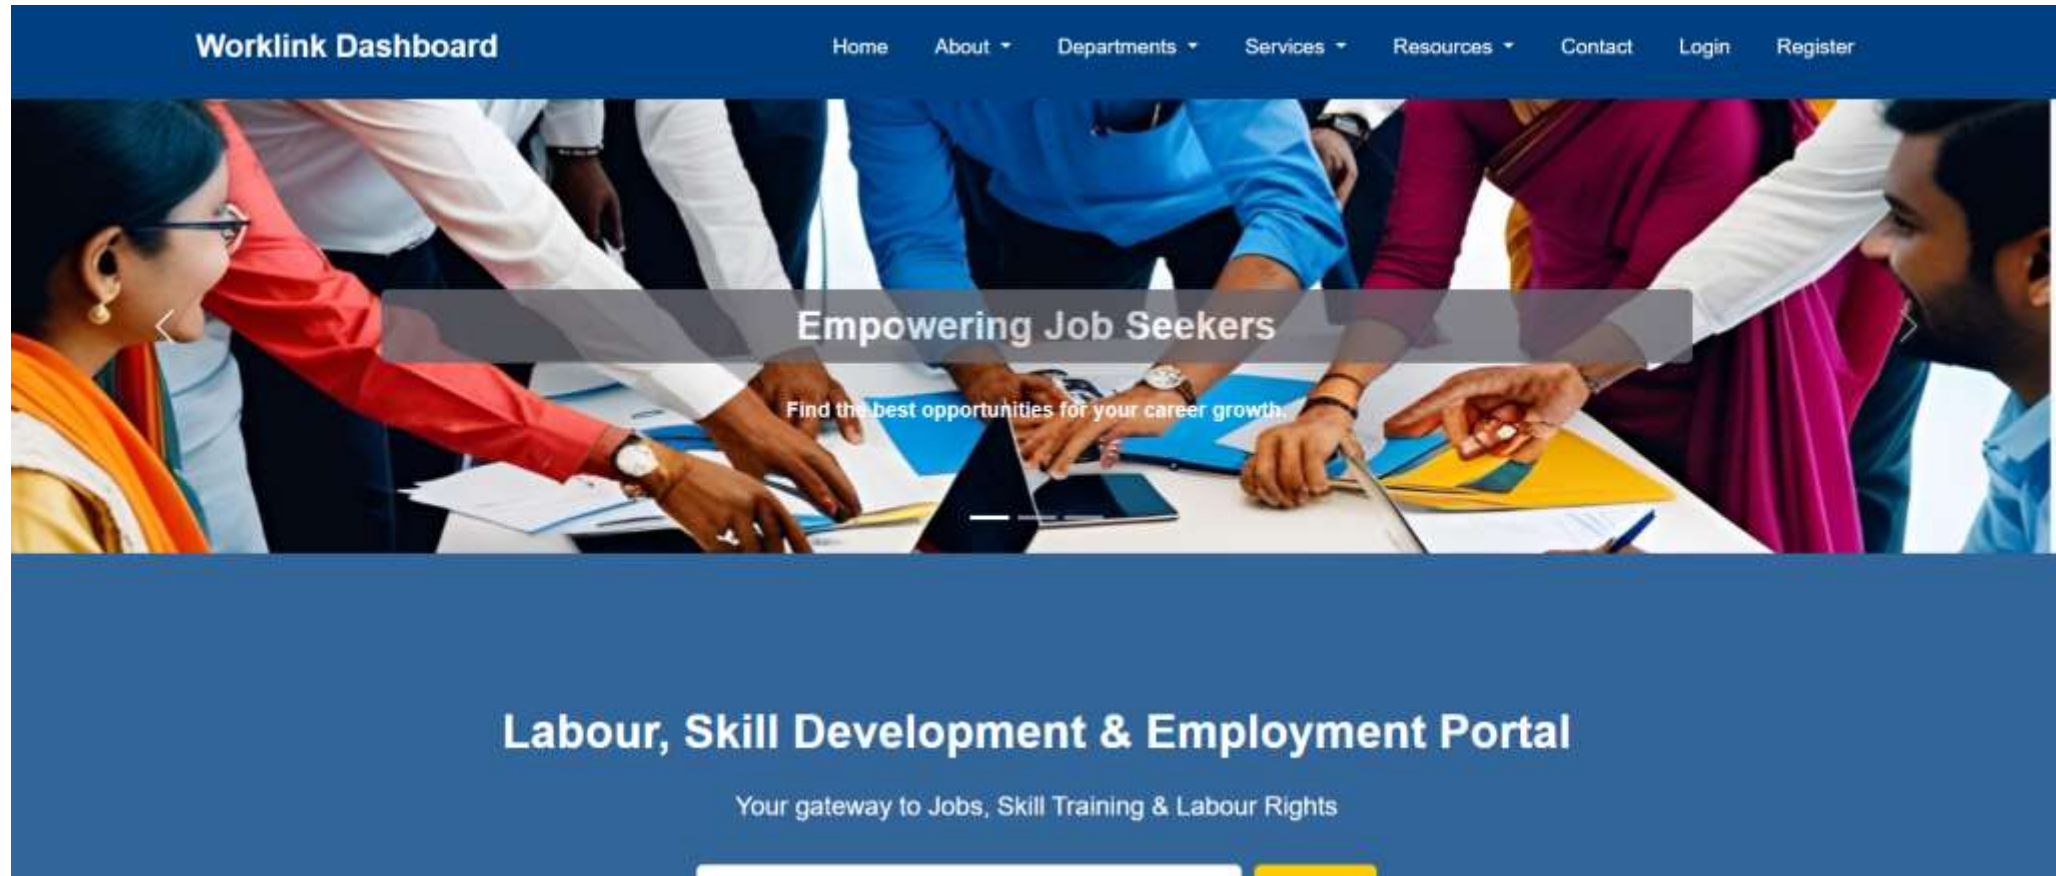 Worklink Dashboard
Home About Departments Services Resources Contact Login Register
Empowering Job Seekers
Find the best opportunities for your career growth.
Labour, Skill Development & Employment Portal
Your gateway to Jobs, Skill Training & Labour Rights